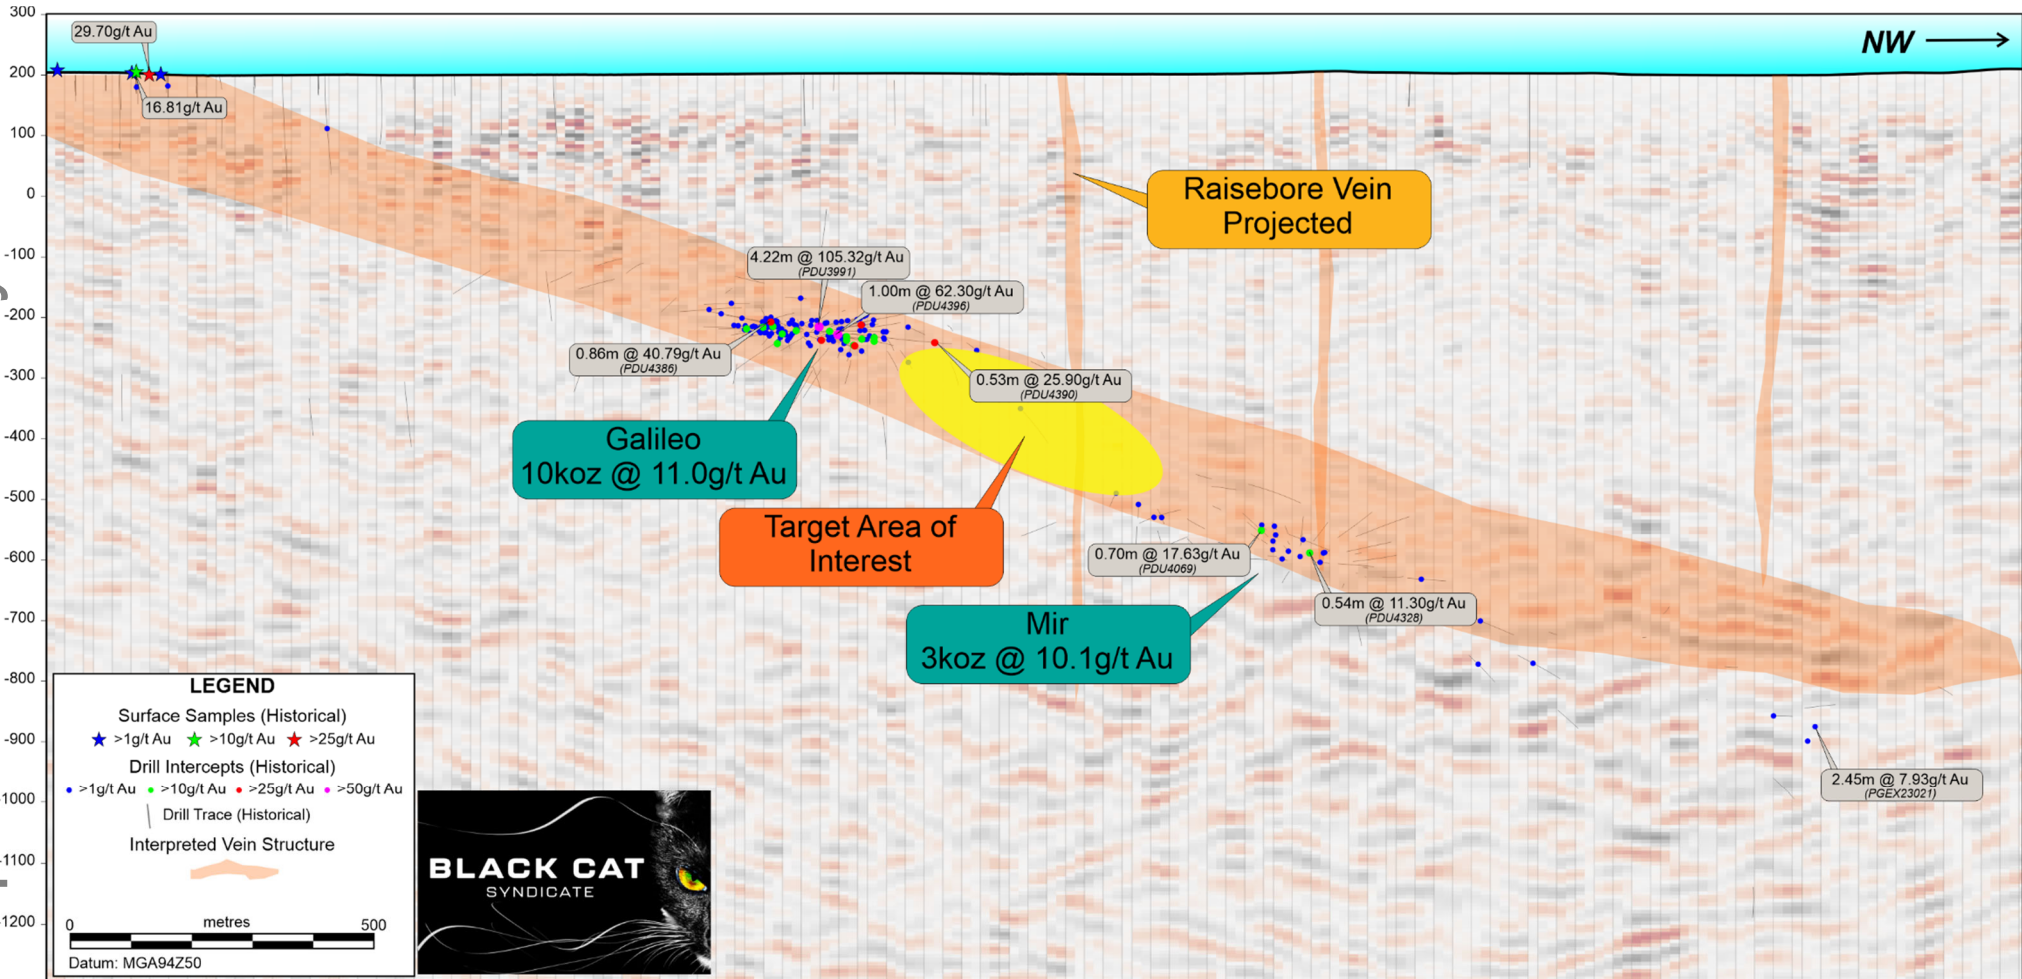 300
200
100
0
-100
-200
-300
-400
-500
-600
-700
-800
-900
-1000
-1100
-1200
NW
29.70g/t Au
16.81g/t Au
Raisebore Vein
Projected
4.22m @ 105.32g/t Au
(PDU3991)
1.00m @ 62.30g/t Au
(PDU4396)
0.86m @ 40.79g/t Au
(PDU4386)
0.53m @ 25.90g/t Au
(PDU4390)
Galileo
10koz @ 11.0g/t Au
Target Area of
Interest
0.70m @ 17.63g/t Au
(PDU4069)
0.54m @ 11.30g/t Au
(PDU4328)
Mir
3koz @ 10.1g/t Au
2.45m @ 7.93g/t Au
(PGEX23021)
LEGEND
Surface Samples (Historical)
>1g/t Au >10g/t Au >25g/t Au
Drill Intercepts (Historical)
>1g/t Au >10g/t Au >25g/t Au >50g/t Au
Drill Trace (Historical)
Interpreted Vein Structure
metres
0 500
Datum: MGA94Z50
BLACK CAT
SYNDICATE